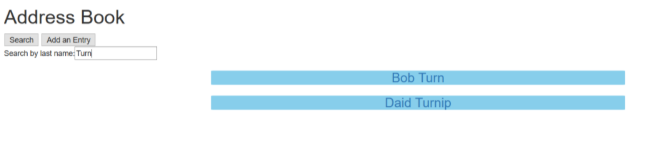 Address Book
Search Add an Entry
Search by last name: Turn
Bob Turn
Daid Turnip